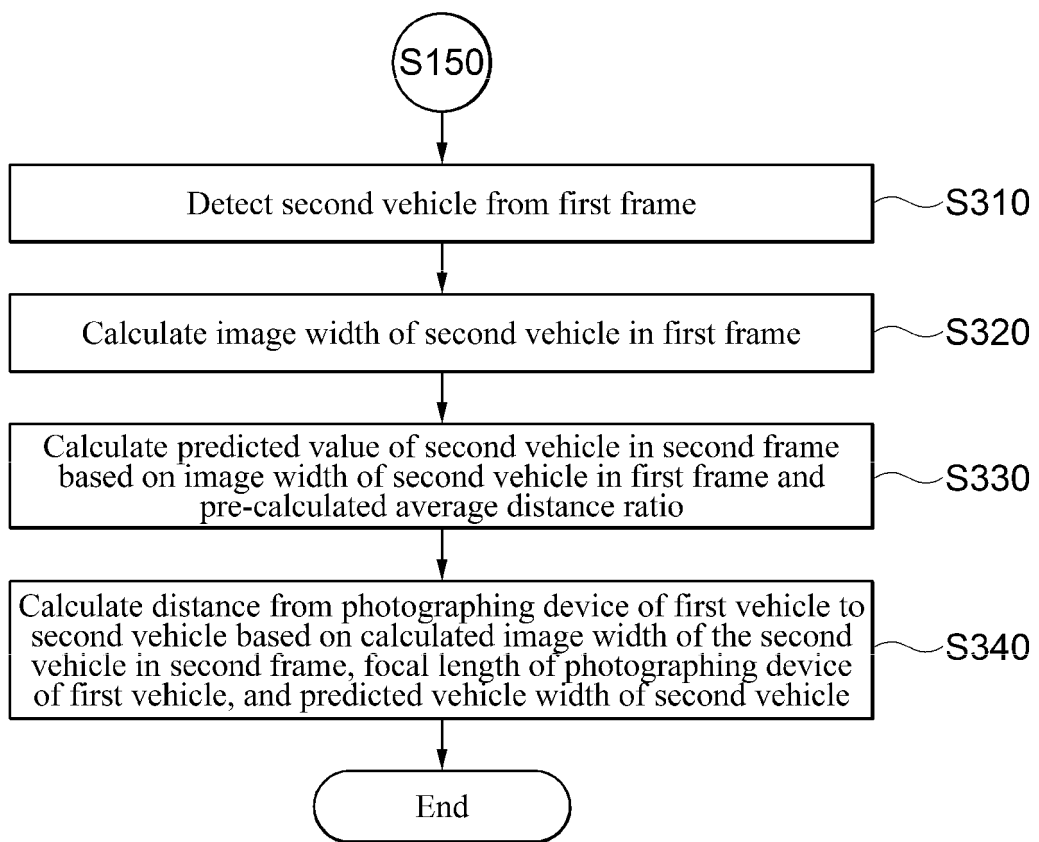 S150
Detect second vehicle from first frame
S310
Calculate image width of second vehicle in first frame
S320
Calculate predicted value of second vehicle in second frame
based on image width of second vehicle in first frame and
pre-calculated average distance ratio
S330
Calculate distance from photographing device of first vehicle to
second vehicle based on calculated image width of the second
vehicle in second frame, focal length of photographing device
of first vehicle, and predicted vehicle width of second vehicle
S340
End